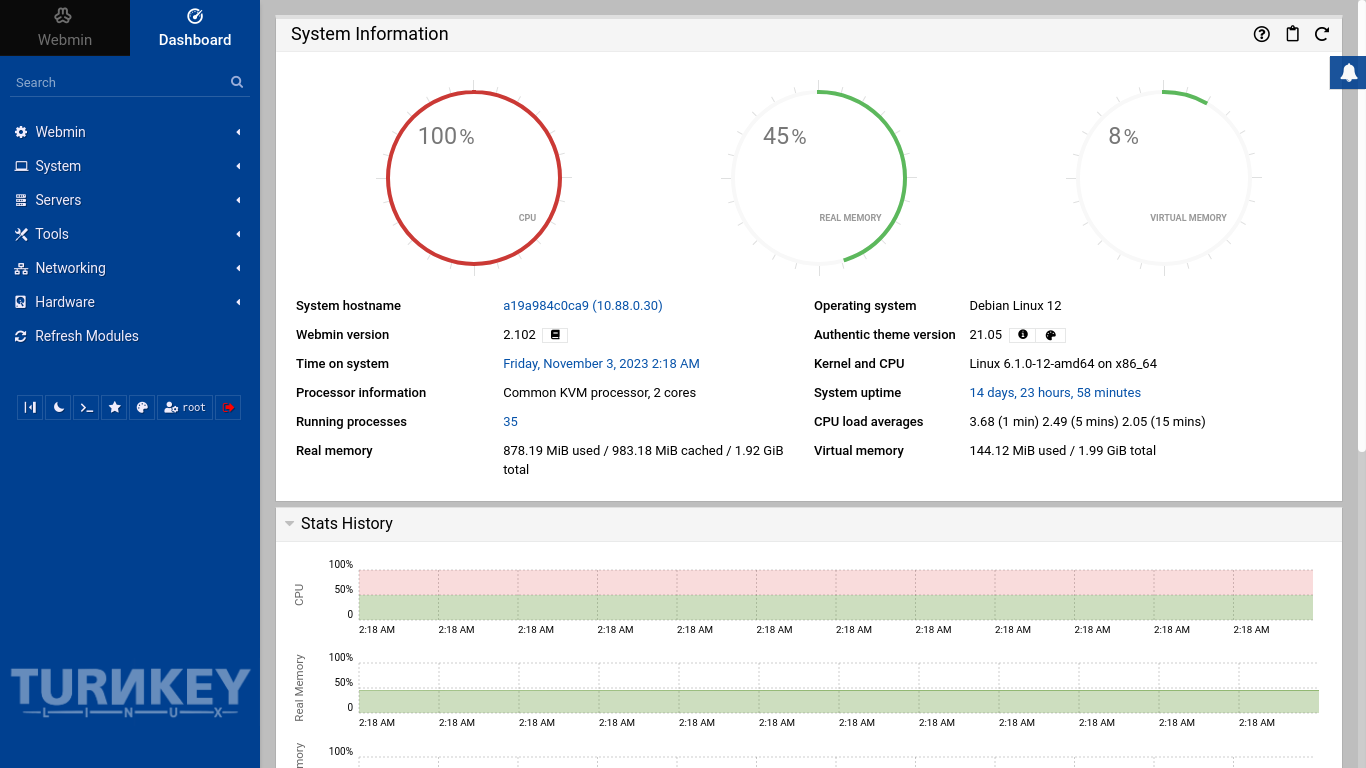 Webmin
Dashboard
Search
Webmin
System
Servers
Tools
Networking
Hardware
Refresh Modules
root
TURNKEY
LINUX
System Information
100%
CPU
45%
REAL MEMORY
8%
VIRTUAL MEMORY
System hostname a19a984c0ca9 (10.88.0.30) Operating system Debian Linux 12
Webmin version 2.102 Authentic theme version 21.05
Time on system Friday, November 3, 2023 2:18 AM Kernel and CPU Linux 6.1.0-12-amd64 on x86_64
Processor information Common KVM processor, 2 cores System uptime 14 days, 23 hours, 58 minutes
Running processes 35 CPU load averages 3.68 (1 min) 2.49 (5 mins) 2.05 (15 mins)
Real memory 878.19 MiB used / 983.18 MiB cached / 1.92 GiB Virtual memory 144.12 MiB used / 1.99 GiB total
total
Stats History
CPU
100%
50%
0
2:18 AM 2:18 AM 2:18 AM 2:18 AM 2:18 AM 2:18 AM 2:18 AM 2:18 AM 2:18 AM 2:18 AM 2:18 AM 2:18 AM
Real Memory
100%
50%
0
2:18 AM 2:18 AM 2:18 AM 2:18 AM 2:18 AM 2:18 AM 2:18 AM 2:18 AM 2:18 AM 2:18 AM 2:18 AM 2:18 AM
100%